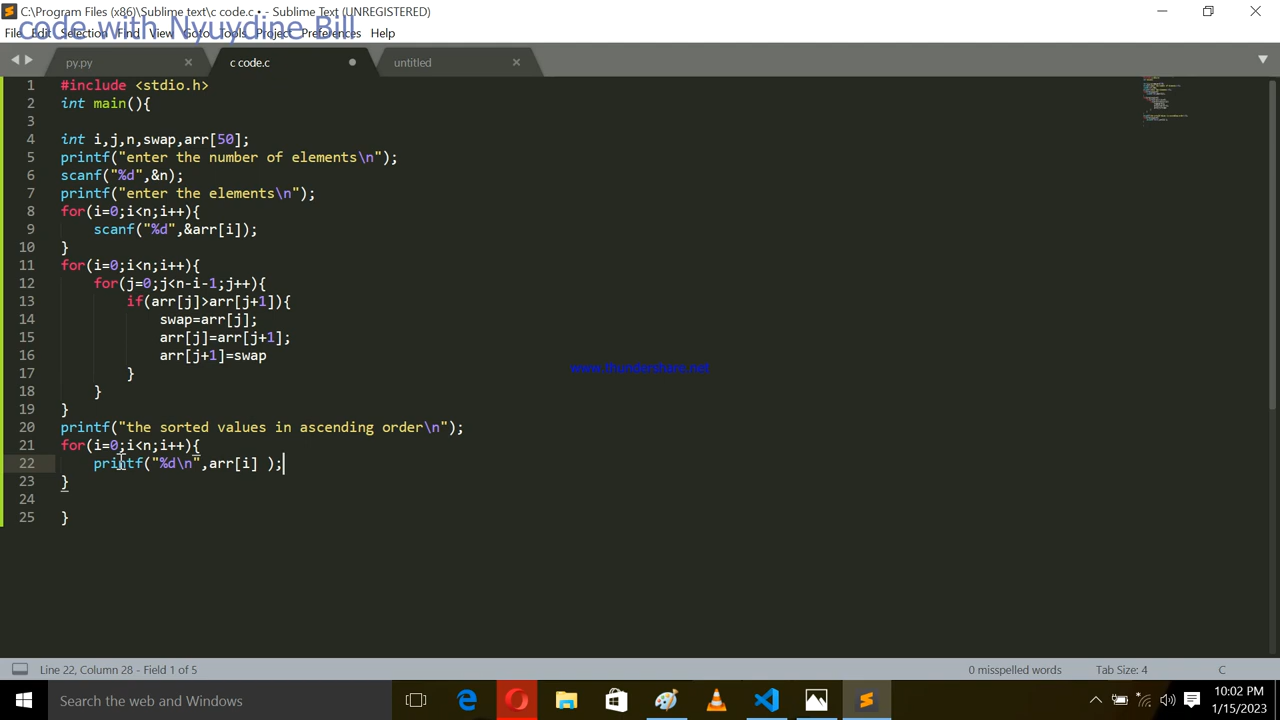 C:\Program Files (x86)\Sublime text\c code.c • - Sublime Text (UNREGISTERED)
code with Nyuydine Bill
File Edit Selection Find View Goto Tools Project Preferences Help
py.py
c code.c
untitled
1 #include <stdio.h>
2 int main(){
3
4 int i,j,n,swap,arr[50];
5 printf("enter the number of elements\n");
6 scanf("%d",&n);
7 printf("enter the elements\n");
8 for(i=0;i<n;i++){
9 scanf("%d",&arr[i]);
10 }
11 for(i=0;i<n;i++){
12 for(j=0;j<n-i-1;j++){
13 if(arr[j]>arr[j+1]){
14 swap=arr[j];
15 arr[j]=arr[j+1];
16 arr[j+1]=swap
17 }
18 }
19 }
20 printf("the sorted values in ascending order\n");
21 for(i=0;i<n;i++){
22 printf("%d\n",arr[i] );
23 }
24
25 }
www.thundershare.net
Line 22, Column 28 - Field 1 of 5
0 misspelled words
Tab Size: 4
C
Search the web and Windows
10:02 PM
1/15/2023